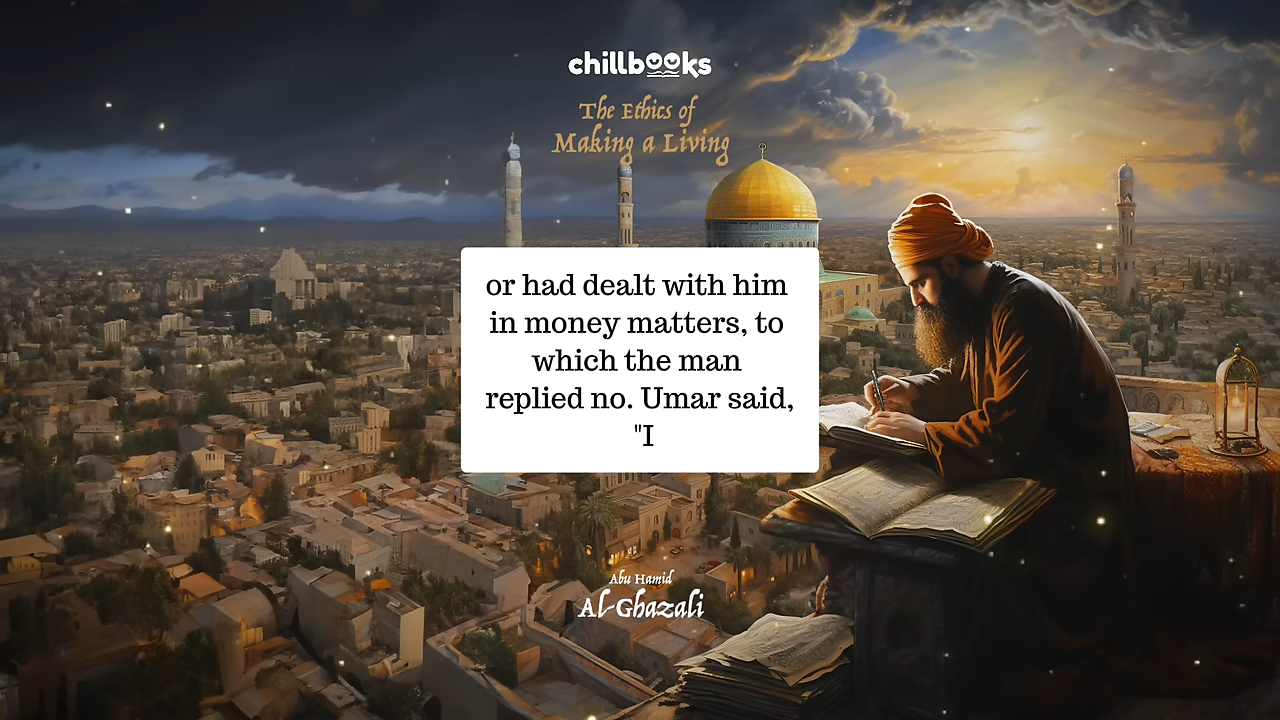 chillbooks
The Ethics of
Making a Living
or had dealt with him
in money matters, to
which the man
replied no. Umar said,
"I
Abu Hamid
Al-Ghazali